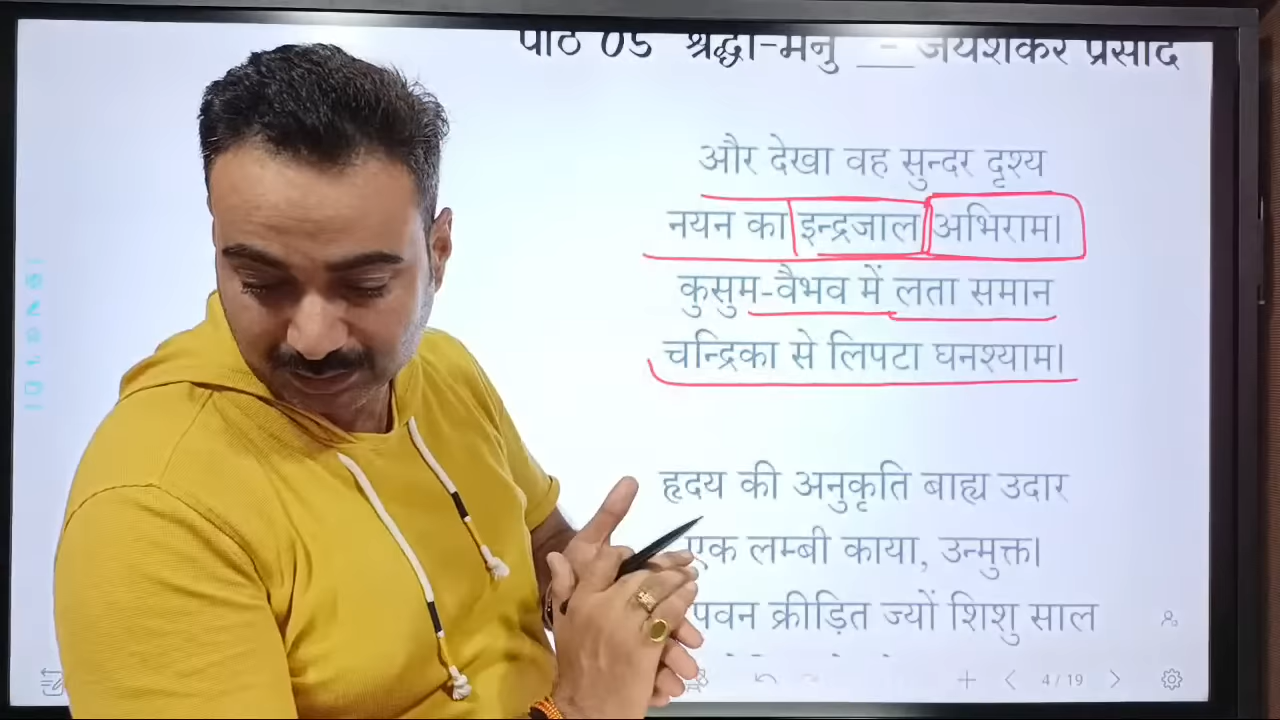 पाठ 05 श्रद्धा-मनु - जयशंकर प्रसाद
और देखा वह सुन्दर दृश्य
नयन का इन्द्रजाल अभिराम।
कुसुम-वैभव में लता समान
चन्द्रिका से लिपटा घनश्याम।
हृदय की अनुकृति बाह्य उदार
एक लम्बी काया, उन्मुक्त।
पवन क्रीड़ित ज्यों शिशु साल
4 / 19